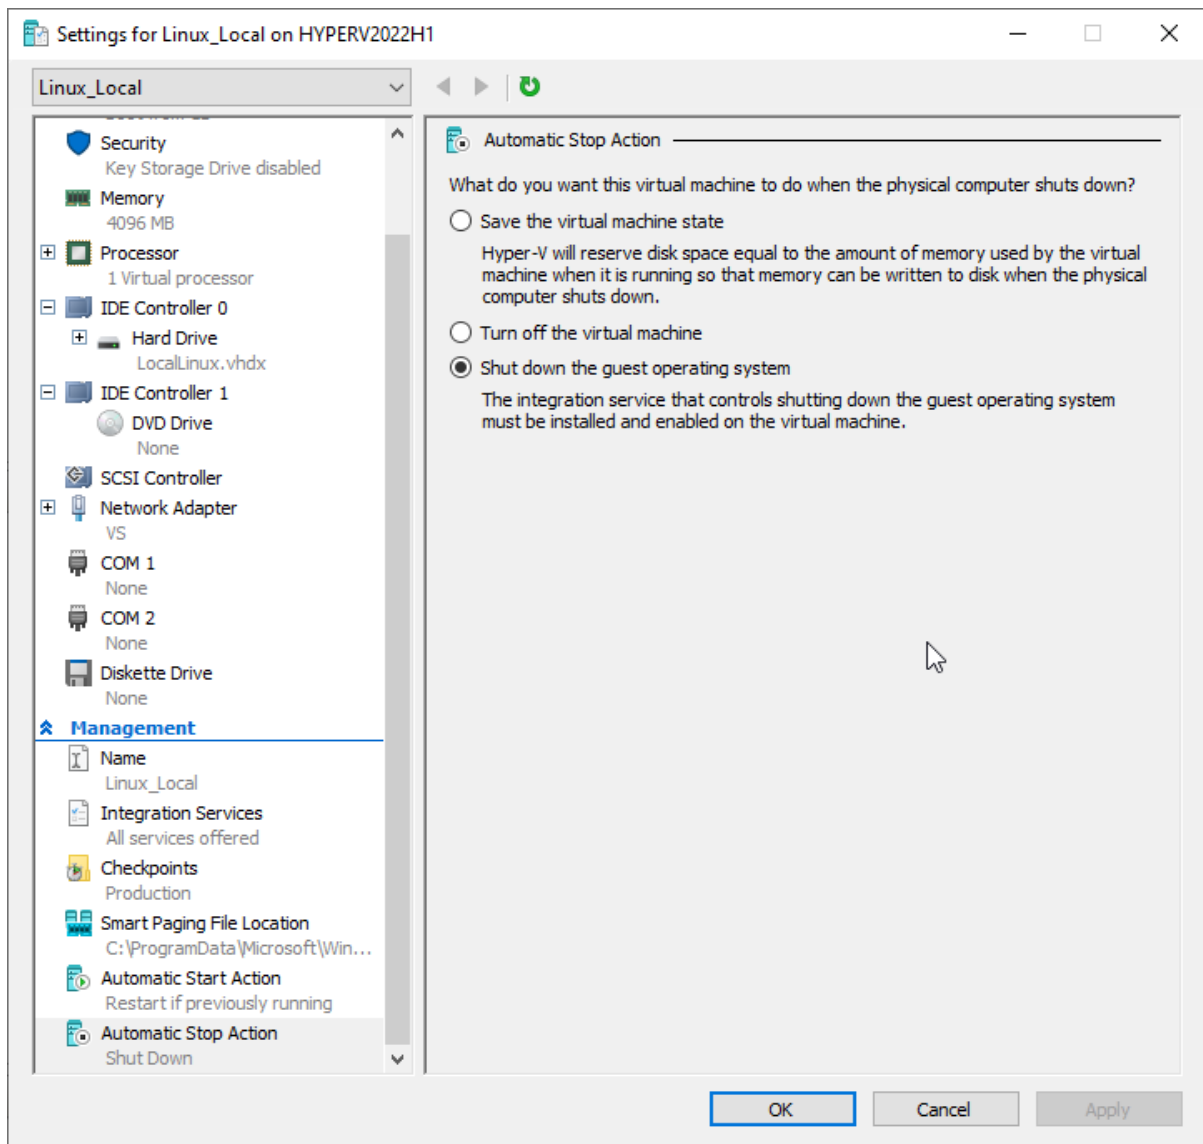 Settings for Linux_Local on HYPERV2022H1
Linux_Local
Security
Key Storage Drive disabled
Memory
4096 MB
Processor
1 Virtual processor
IDE Controller 0
Hard Drive
LocalLinux.vhdx
IDE Controller 1
DVD Drive
None
SCSI Controller
Network Adapter
VS
COM 1
None
COM 2
None
Diskette Drive
None
Management
Name
Linux_Local
Integration Services
All services offered
Checkpoints
Production
Smart Paging File Location
C:\ProgramData\Microsoft\Win...
Automatic Start Action
Restart if previously running
Automatic Stop Action
Shut Down
Automatic Stop Action
What do you want this virtual machine to do when the physical computer shuts down?
Save the virtual machine state
Hyper-V will reserve disk space equal to the amount of memory used by the virtual
machine when it is running so that memory can be written to disk when the physical
computer shuts down.
Turn off the virtual machine
Shut down the guest operating system
The integration service that controls shutting down the guest operating system
must be installed and enabled on the virtual machine.
OK
Cancel
Apply